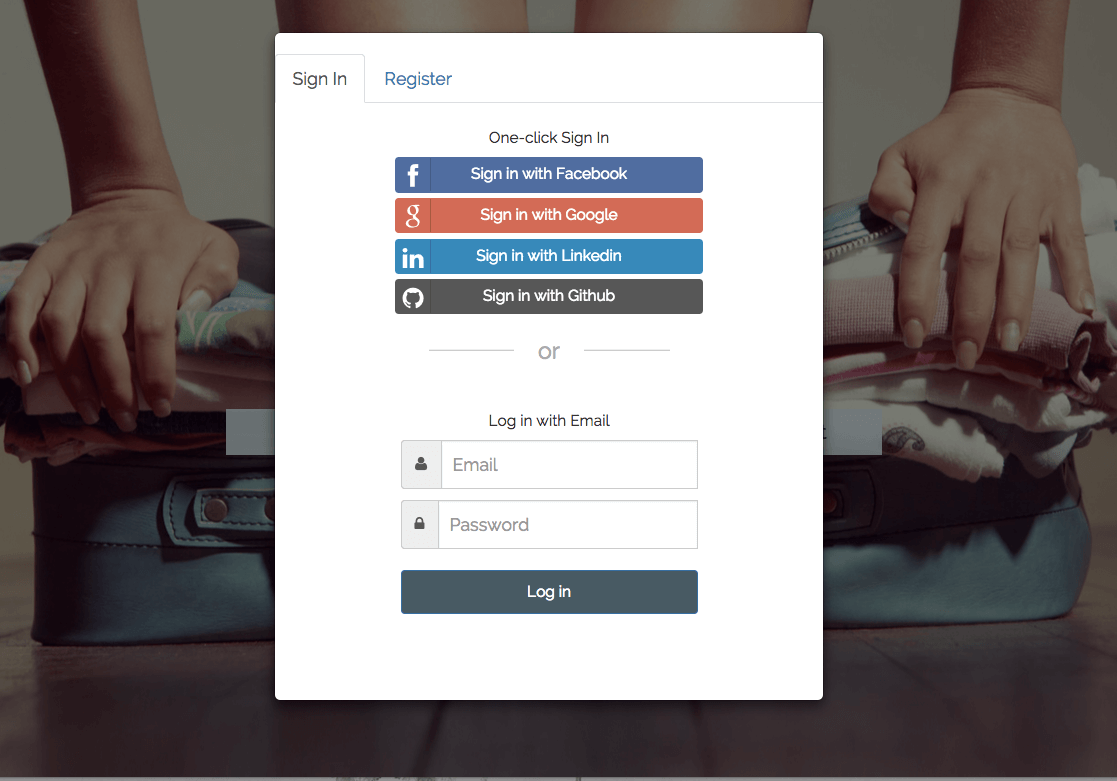 Sign In
Register
One-click Sign In
Sign in with Facebook
Sign in with Google
Sign in with Linkedin
Sign in with Github
or
Log in with Email
Email
Password
Log in